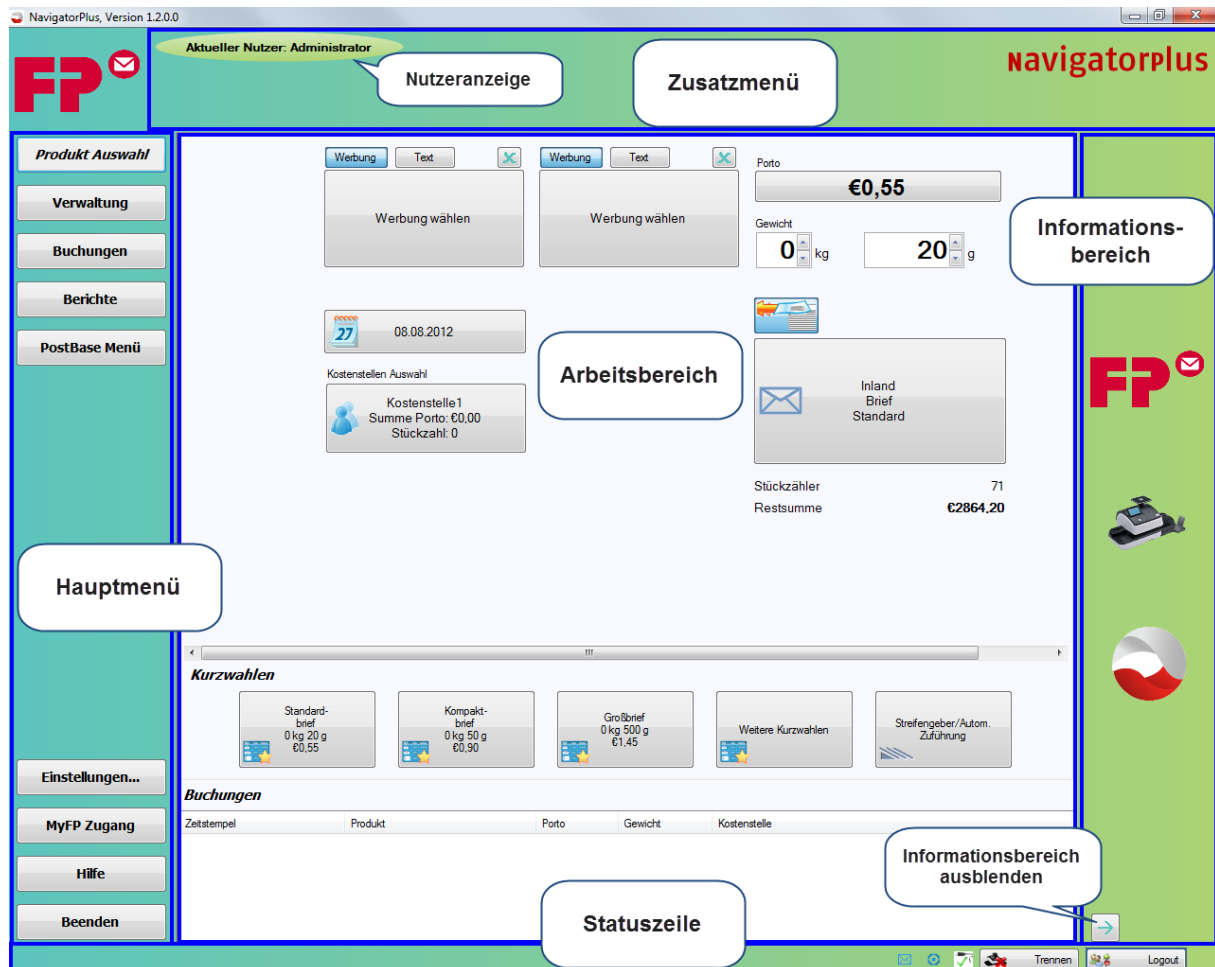 NavigatorPlus, Version 1.2.0.0
Aktueller Nutzer: Administrator
Nutzeranzeige
Zusatzmenü
Navigatorplus
FP
Produkt Auswahl
Verwaltung
Buchungen
Berichte
PostBase Menü
Hauptmenü
Einstellungen...
MyFP Zugang
Hilfe
Beenden
Werbung Text
Werbung wählen
Werbung Text
Werbung wählen
Porto
€0,55
Gewicht
0 kg 20 g
27 08.08.2012
Kostenstellen Auswahl
Kostenstelle1
Summe Porto: €0,00
Stückzahl: 0
Arbeitsbereich
Inland
Brief
Standard
Stückzähler 71
Restsumme €2864,20
Informations-
bereich
FP
Kurzwahlen
Standard-
brief
0 kg 20 g
€0,55
Kompakt-
brief
0 kg 50 g
€0,90
Großbrief
0 kg 500 g
€1,45
Weitere Kurzwahlen
Streifengeber/Autom.
Zuführung
Buchungen
Zeitstempel Produkt Porto Gewicht Kostenstelle
Informationsbereich
ausblenden
Statuszeile
Trennen Logout